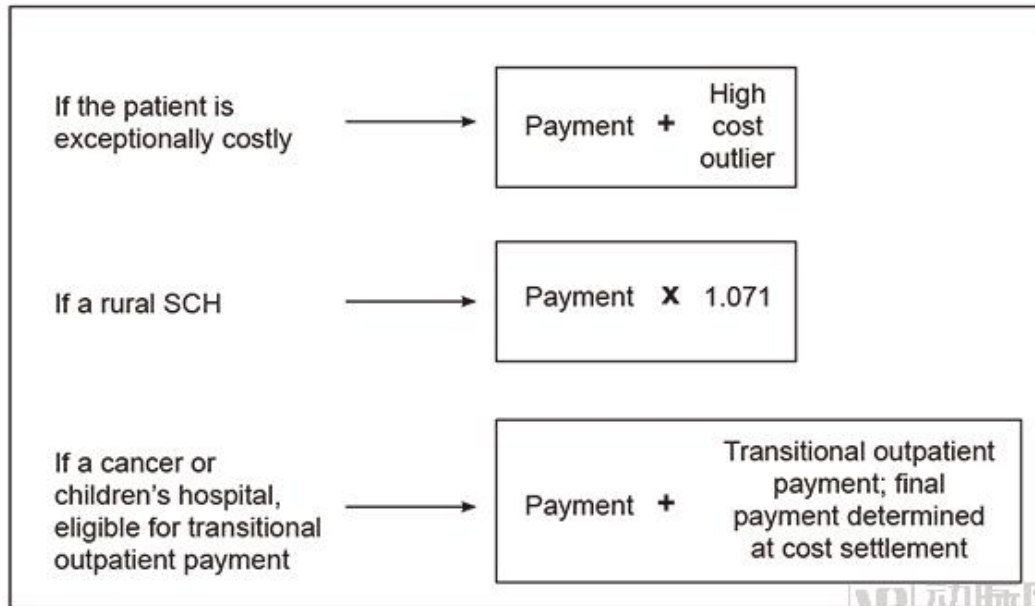 If the patient is
exceptionally costly
Payment + High
cost
outlier
If a rural SCH
Payment x 1.071
If a cancer or
children's hospital,
eligible for transitional
outpatient payment
Payment +
Transitional outpatient
payment; final
payment determined
at cost settlement